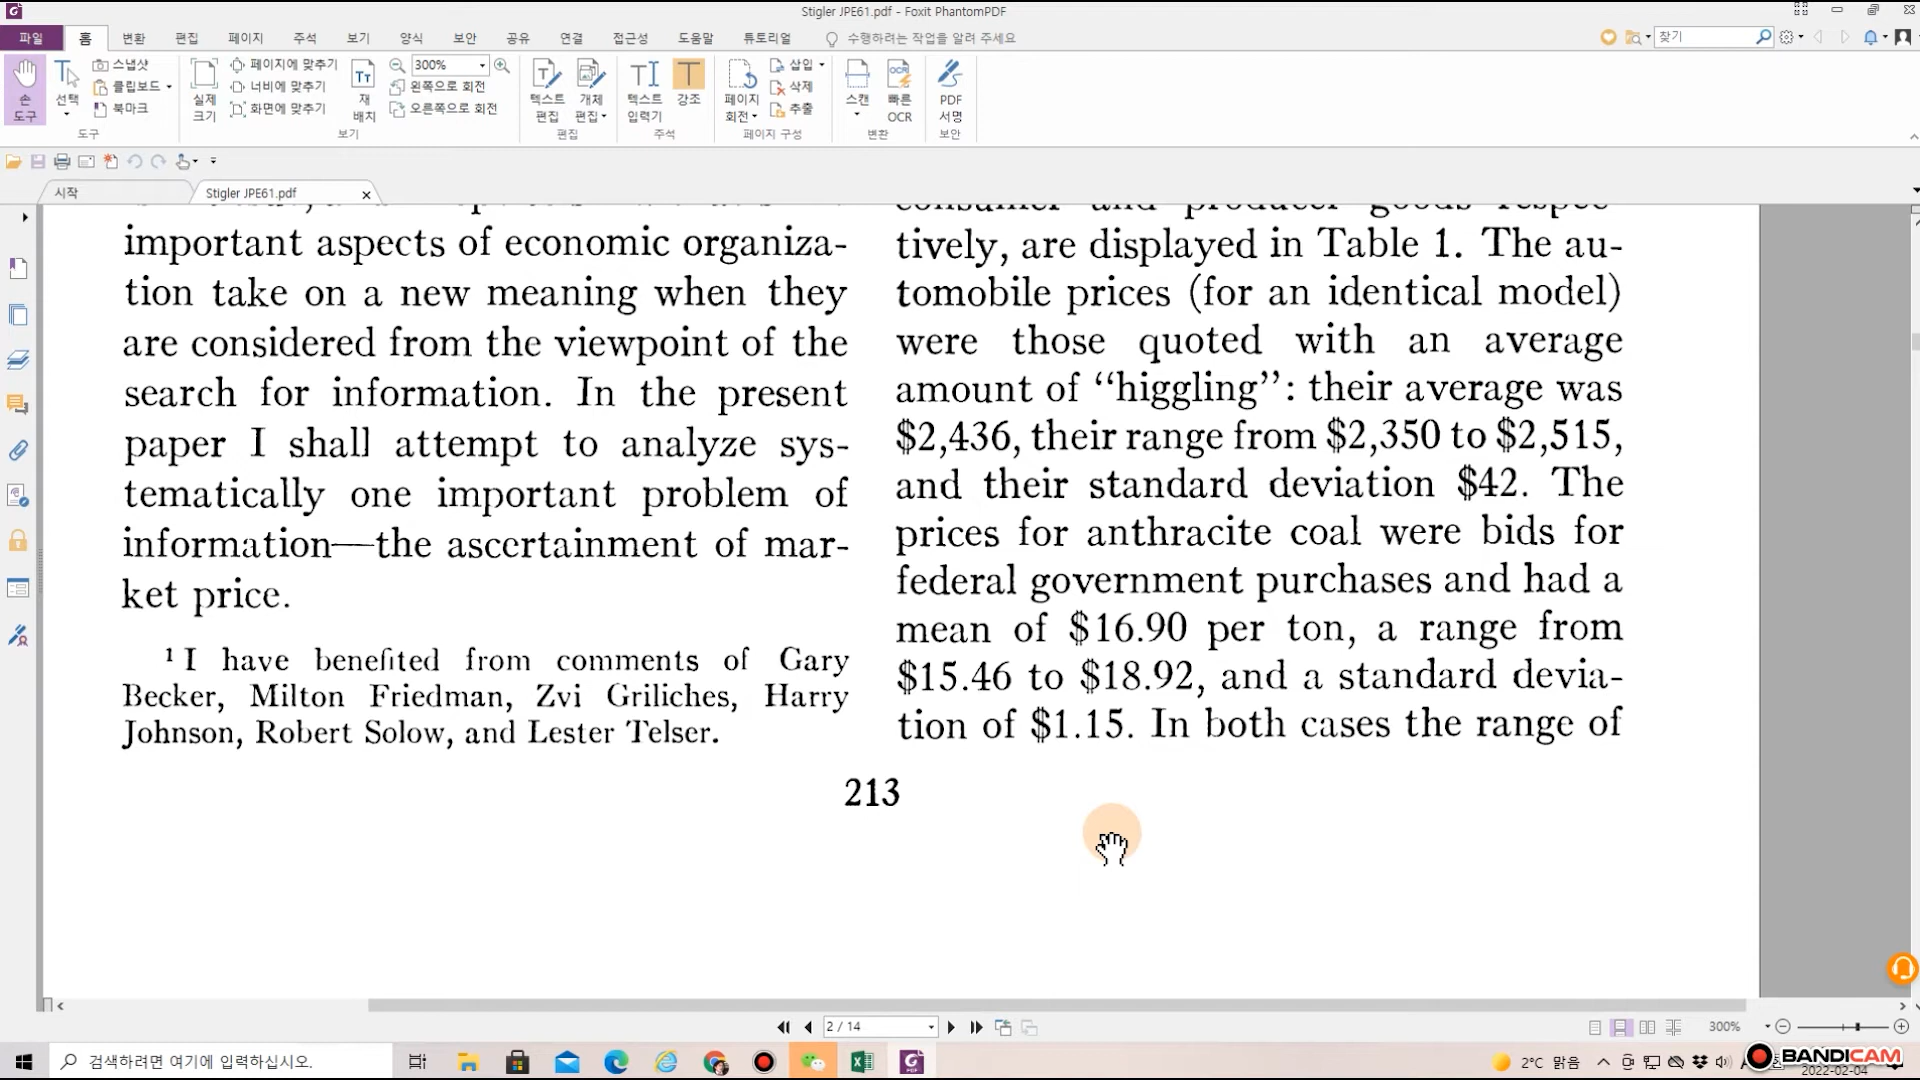 Stigler JPE61.pdf - Foxit PhantomPDF
파일 홈 변환 편집 페이지 주석 보기 양식 보안 공유 연결 접근성 도움말 튜토리얼 수행하려는 작업을 알려 주세요 찾기
손 도구
선택
스냅샷
클립보드
북마크
실제 크기
페이지에 맞추기
너비에 맞추기
화면에 맞추기
재 배치
300%
왼쪽으로 회전
오른쪽으로 회전
텍스트 편집
개체 편집
텍스트 입력기
강조
페이지 회전
삽입
삭제
추출
스캔
빠른 OCR
PDF 서명
도구 보기 편집 주석 페이지 구성 변환 보안
시작 Stigler JPE61.pdf
important aspects of economic organiza-
tion take on a new meaning when they
are considered from the viewpoint of the
search for information. In the present
paper I shall attempt to analyze sys-
tematically one important problem of
information—the ascertainment of mar-
ket price.
1 I have benefited from comments of Gary
Becker, Milton Friedman, Zvi Griliches, Harry
Johnson, Robert Solow, and Lester Telser.
consumer and producer goods respec
tively, are displayed in Table 1. The au-
tomobile prices (for an identical model)
were those quoted with an average
amount of “higgling”: their average was
$2,436, their range from $2,350 to $2,515,
and their standard deviation $42. The
prices for anthracite coal were bids for
federal government purchases and had a
mean of $16.90 per ton, a range from
$15.46 to $18.92, and a standard devia-
tion of $1.15. In both cases the range of
213
2 / 14
300%
검색하려면 여기에 입력하십시오.
2°C 맑음
BANDICAM
2022-02-04